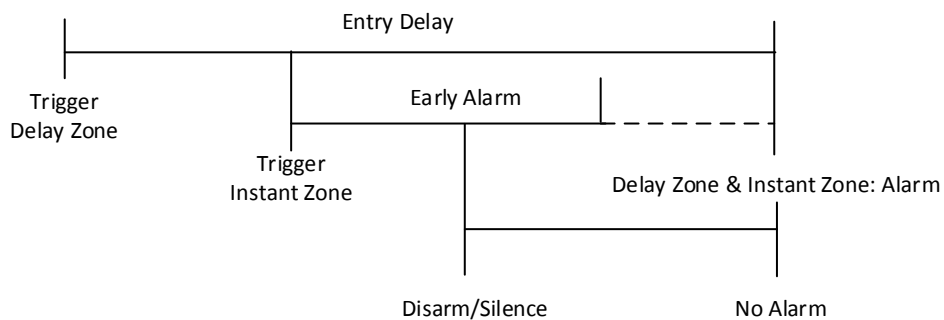 Entry Delay
Early Alarm
Trigger
Delay Zone
Trigger
Instant Zone
Delay Zone & Instant Zone: Alarm
Disarm/Silence
No Alarm